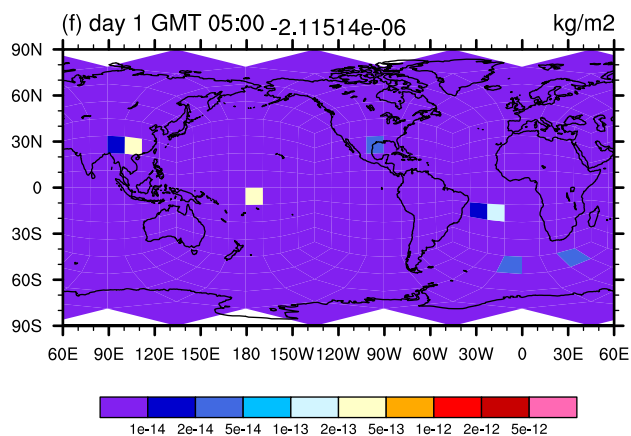 (f) day 1 GMT 05:00 -2.11514e-06 kg/m2
90N
60N
30N
0
30S
60S
90S
60E 90E 120E 150E 180 150W 120W 90W 60W 30W 0 30E 60E
1e-14 2e-14 5e-14 1e-13 2e-13 5e-13 1e-12 2e-12 5e-12